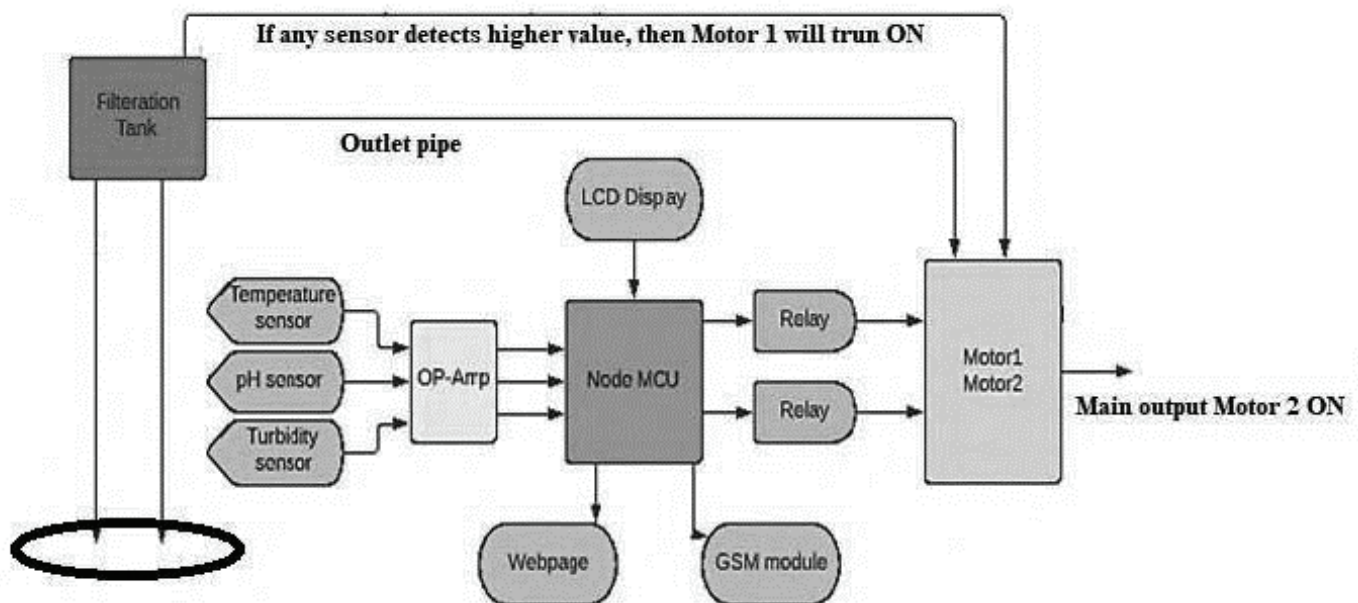 If any sensor detects higher value, then Motor 1 will trun ON
Filteration
Tank
Outlet pipe
LCD Display
Temperature
sensor
pH sensor
Turbidity
sensor
OP-Amp
Node MCU
Relay
Relay
Motor1
Motor2
Main output Motor 2 ON
Webpage
GSM module